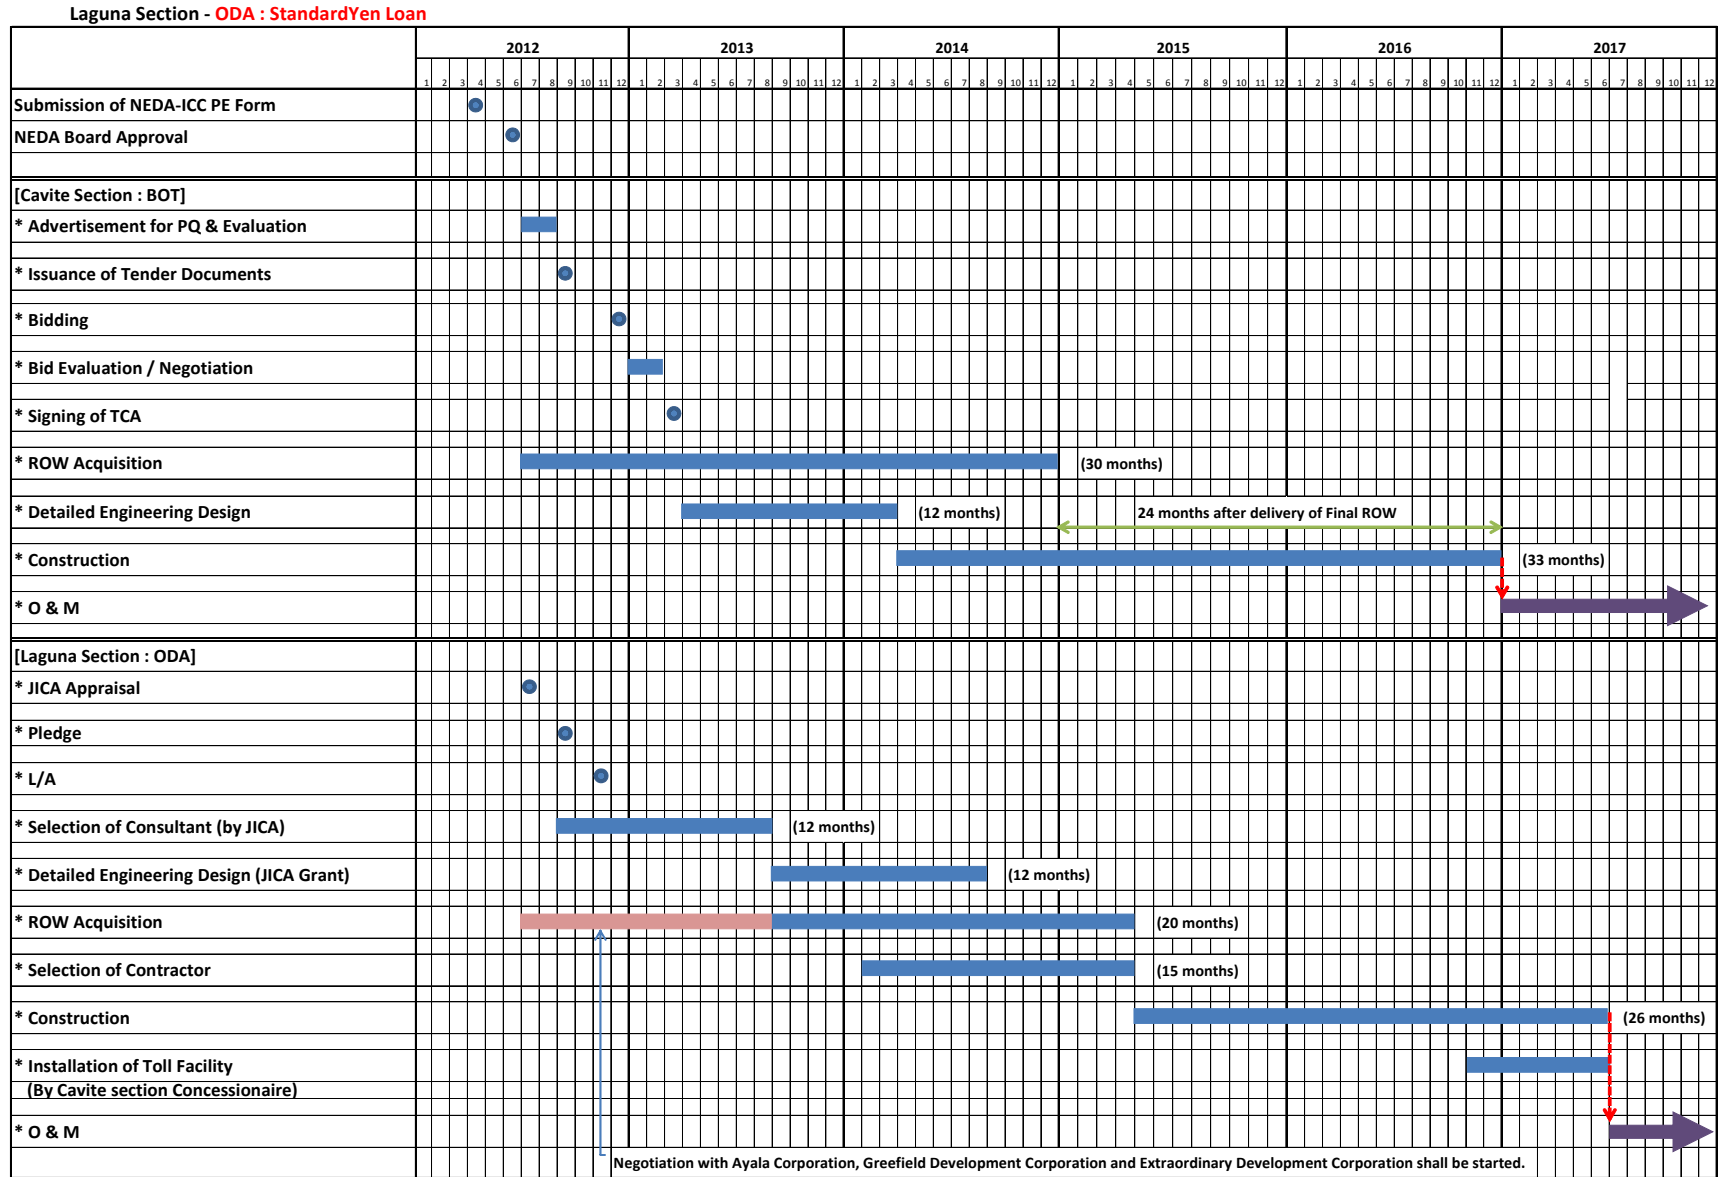 Laguna Section - ODA : StandardYen Loan
2012 2013 2014 2015 2016 2017
1 2 3 4 5 6 7 8 9 10 11 12 1 2 3 4 5 6 7 8 9 10 11 12 1 2 3 4 5 6 7 8 9 10 11 12 1 2 3 4 5 6 7 8 9 10 11 12 1 2 3 4 5 6 7 8 9 10 11 12 1 2 3 4 5 6 7 8 9 10 11 12
Submission of NEDA-ICC PE Form
NEDA Board Approval
[Cavite Section : BOT]
* Advertisement for PQ & Evaluation
* Issuance of Tender Documents
* Bidding
* Bid Evaluation / Negotiation
* Signing of TCA
* ROW Acquisition (30 months)
* Detailed Engineering Design (12 months) 24 months after delivery of Final ROW
* Construction (33 months)
* O & M
[Laguna Section : ODA]
* JICA Appraisal
* Pledge
* L/A
* Selection of Consultant (by JICA) (12 months)
* Detailed Engineering Design (JICA Grant) (12 months)
* ROW Acquisition (20 months)
* Selection of Contractor (15 months)
* Construction (26 months)
* Installation of Toll Facility
(By Cavite section Concessionaire)
* O & M
Negotiation with Ayala Corporation, Greefield Development Corporation and Extraordinary Development Corporation shall be started.